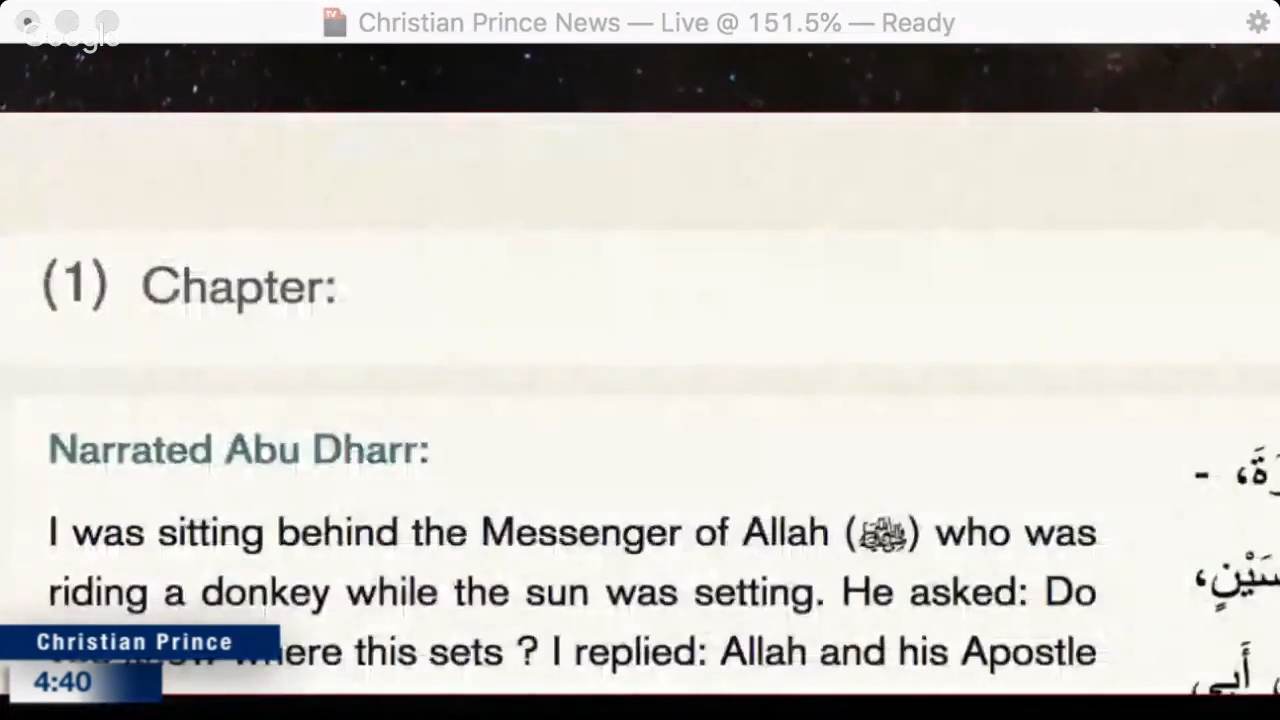 Christian Prince News — Live @ 151.5% — Ready
Google
(1) Chapter:
Narrated Abu Dharr:
I was sitting behind the Messenger of Allah (ﷺ) who was
riding a donkey while the sun was setting. He asked: Do
where this sets ? I replied: Allah and his Apostle
Christian Prince
4:40